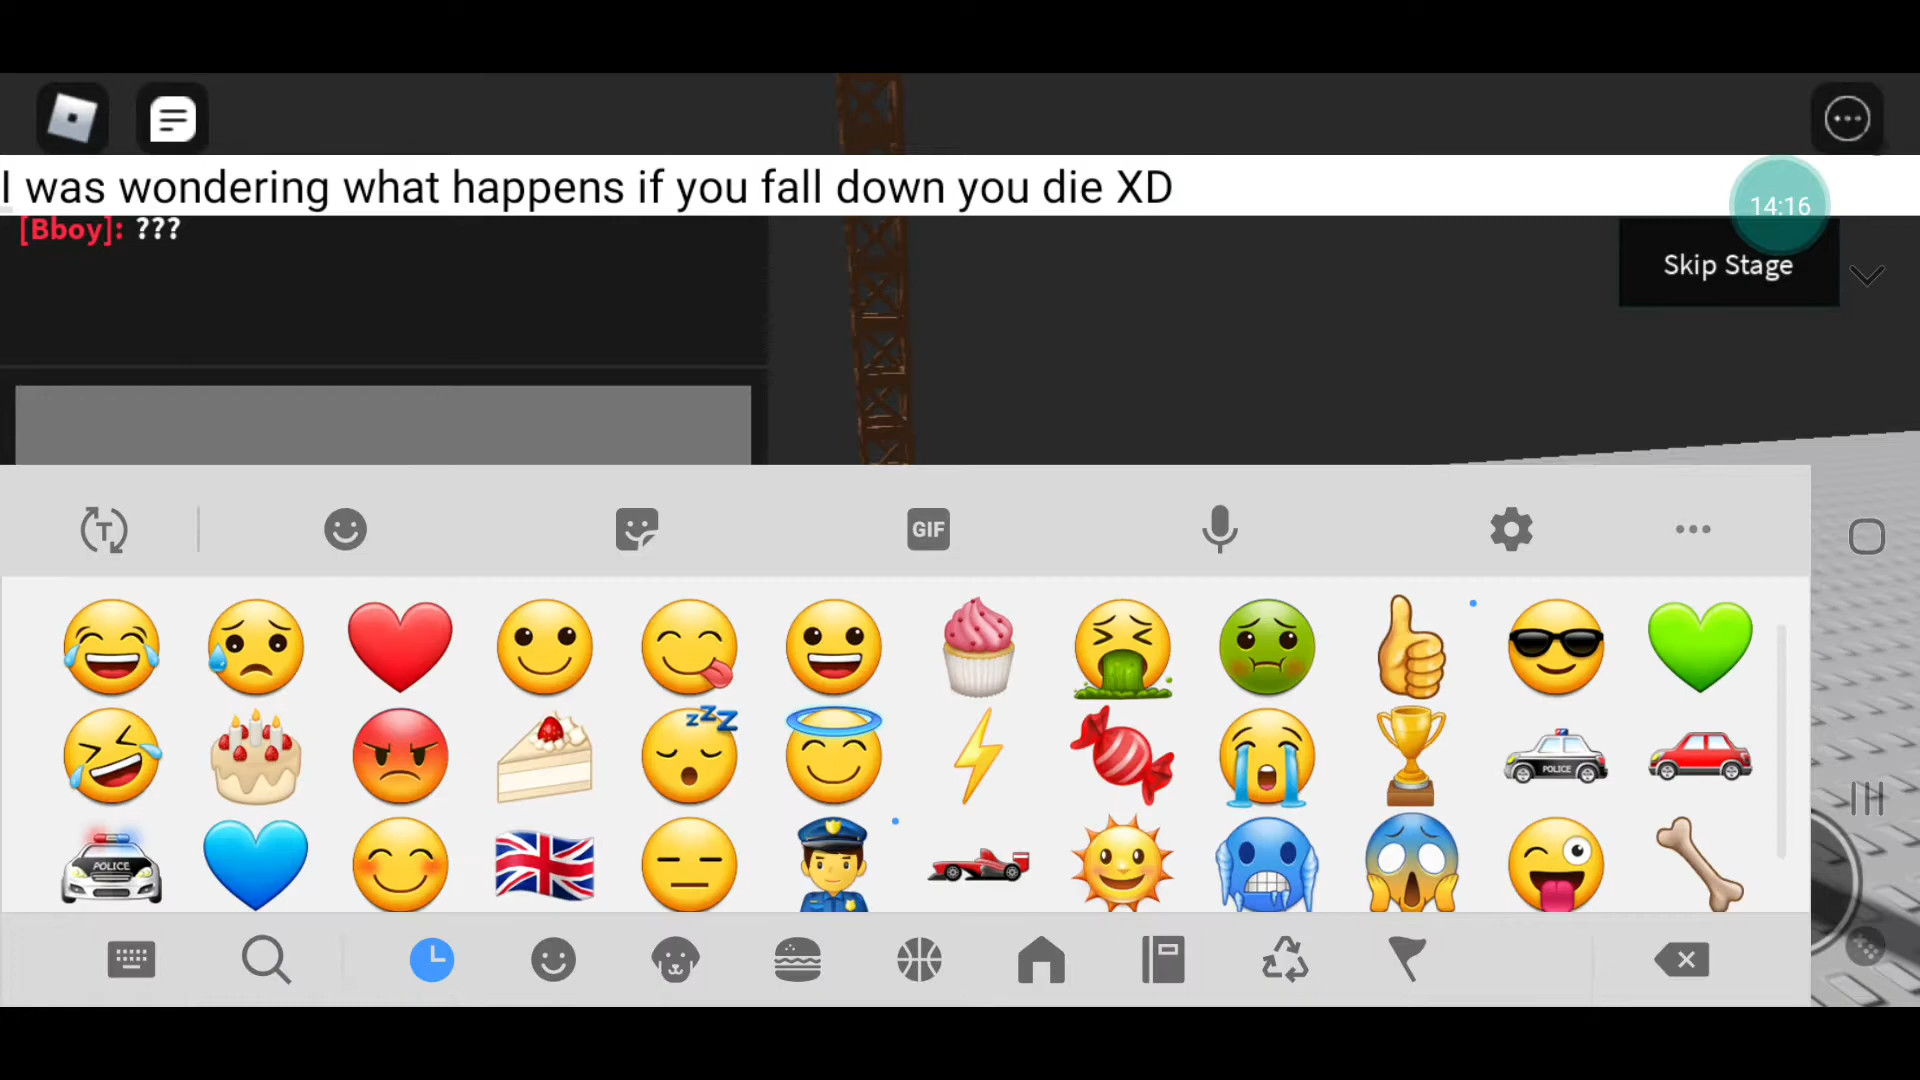 I was wondering what happens if you fall down you die XD
14:16
[Bboy]: ???
Skip Stage
T
GIF
zzZ
POLICE
POLICE